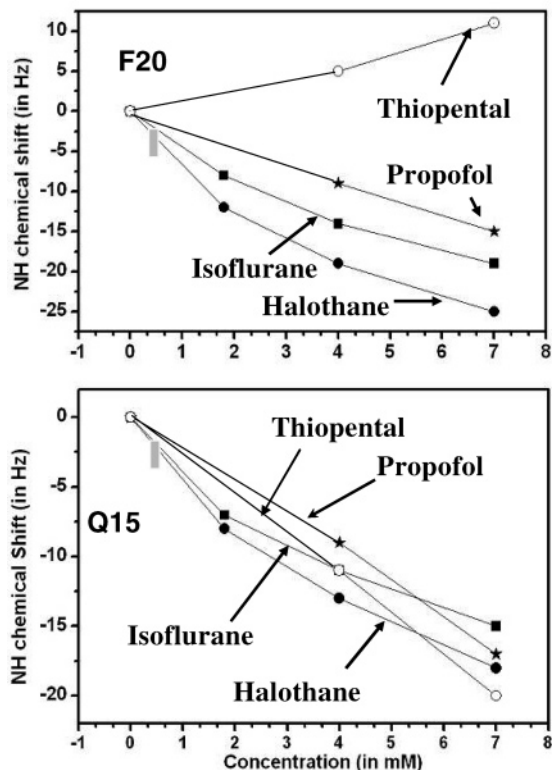 10
5
0
-5
-10
-15
-20
-25
NH chemical shift (in Hz)
F20
Thiopental
Propofol
Isoflurane
Halothane
-1 0 1 2 3 4 5 6 7 8
0
-5
-10
-15
-20
NH chemical Shift (in Hz)
Q15
Thiopental
Propofol
Isoflurane
Halothane
-1 0 1 2 3 4 5 6 7 8
Concentration (in mM)